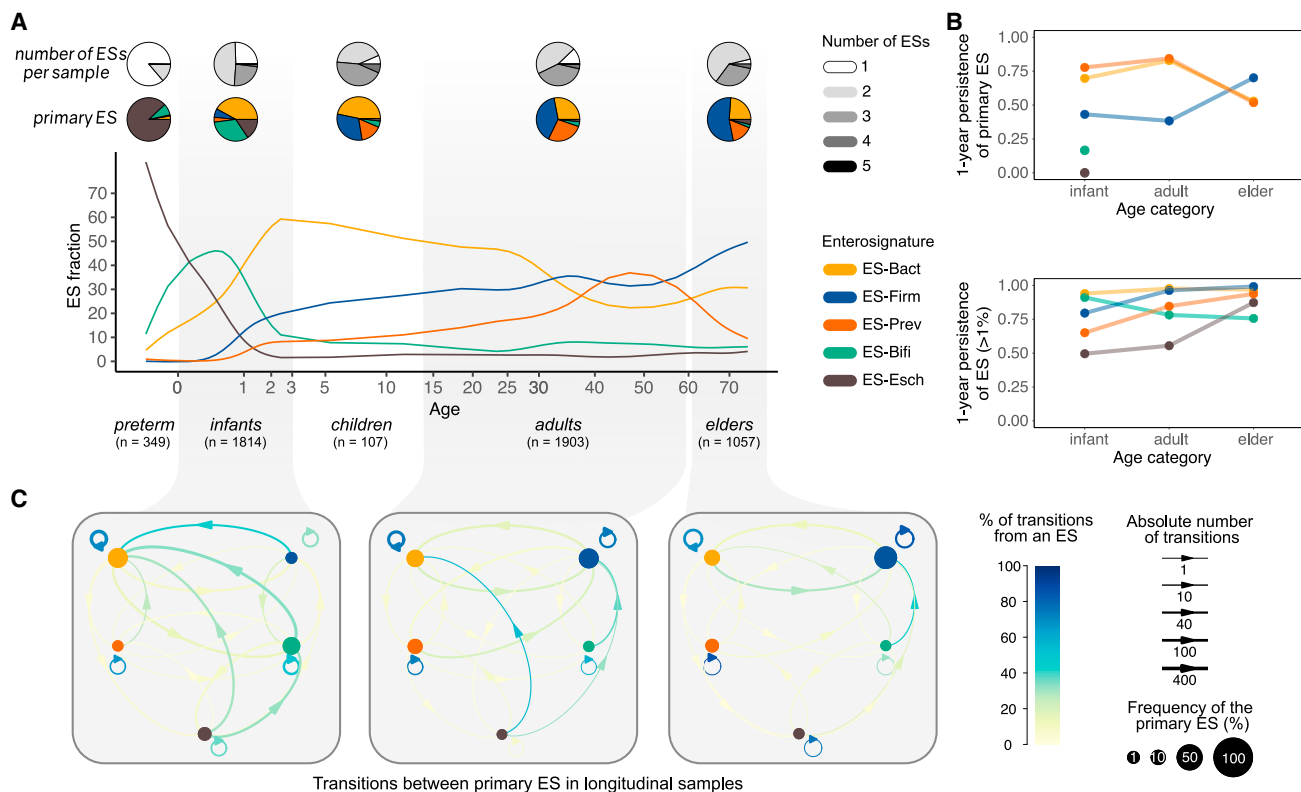 A
number of ESs
per sample
primary ES
ES fraction
70
60
50
40
30
20
10
0
0
1
2
3
5
10
15
20
25
30
40
50
60
70
Age
preterm
(n = 349)
infants
(n = 1814)
children
(n = 107)
adults
(n = 1903)
elders
(n = 1057)
Number of ESs
1
2
3
4
5
Enterosignature
ES-Bact
ES-Firm
ES-Prev
ES-Bifi
ES-Esch
B
1-year persistence
of primary ES
1.00
0.75
0.50
0.25
0.00
infant
adult
elder
Age category
1-year persistence
of ES (>1%)
1.00
0.75
0.50
0.25
0.00
infant
adult
elder
Age category
C
Transitions between primary ES in longitudinal samples
% of transitions
from an ES
100
80
60
40
20
0
Absolute number
of transitions
1
10
40
100
400
Frequency of the
primary ES (%)
1
10
50
100